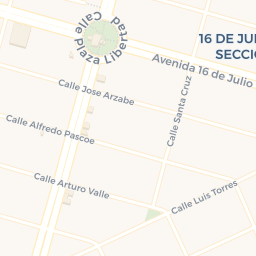 Calle Plaza Libertad
16 DE JU
SECCIO
Avenida 16 de Julio
Calle Jose Arzabe
Calle Santa Cruz
Calle Alfredo Pascoe
Calle Arturo Valle
Calle Luis Torres